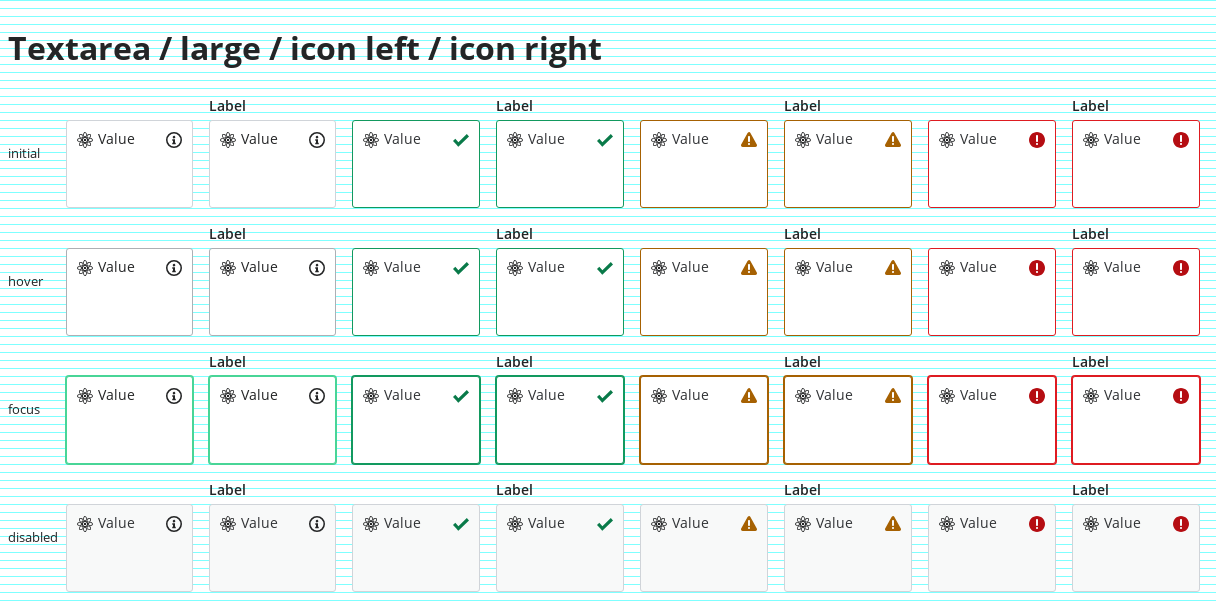 Textarea / large / icon left / icon right
Label Label Label Label
initial Value Value Value Value Value Value Value Value
Label Label Label Label
hover Value Value Value Value Value Value Value Value
Label Label Label Label
focus Value Value Value Value Value Value Value Value
Label Label Label Label
disabled Value Value Value Value Value Value Value Value